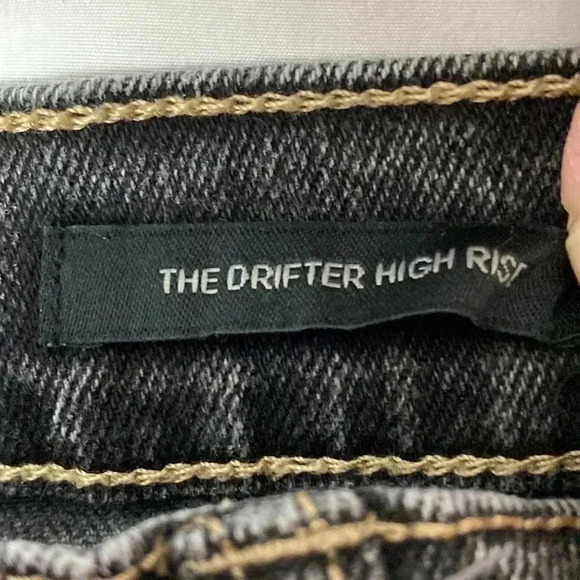 THE DRIFTER HIGH RISE